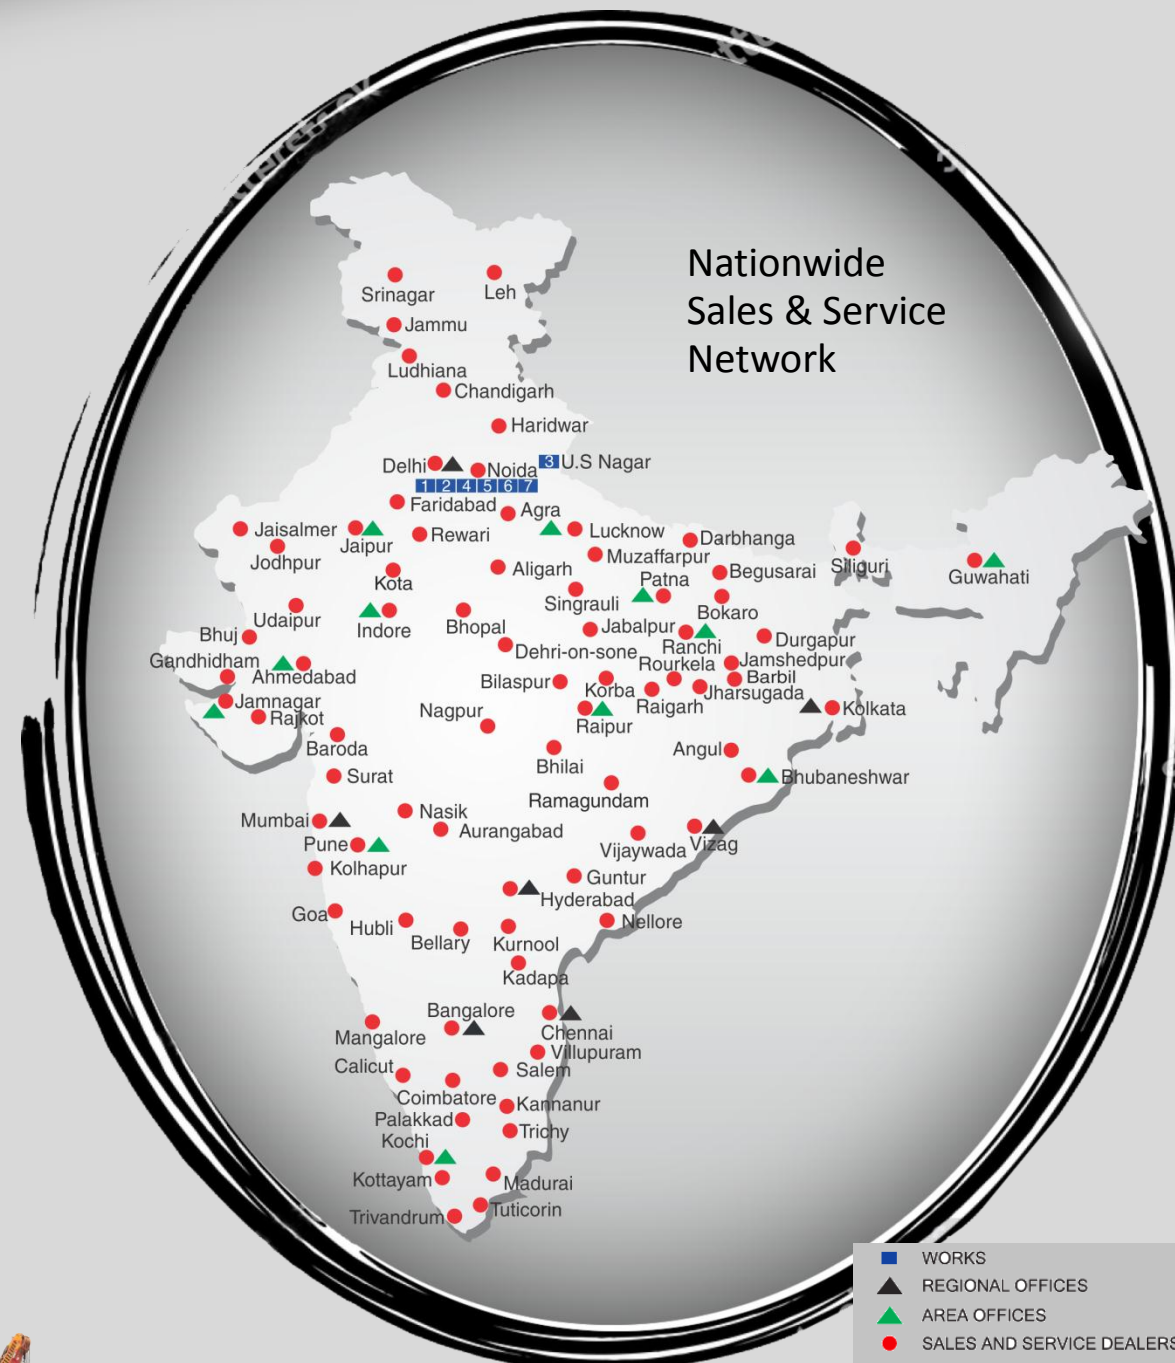 Nationwide
Sales & Service
Network
Srinagar
Leh
Jammu
Ludhiana
Chandigarh
Haridwar
Delhi
Noida
3 U.S Nagar
1 2 4 5 6 7
Faridabad
Agra
Jaisalmer
Jaipur
Rewari
Lucknow
Darbhanga
Jodhpur
Muzaffarpur
Siliguri
Kota
Aligarh
Patna
Begusarai
Guwahati
Udaipur
Indore
Bhopal
Singrauli
Bokaro
Bhuj
Jabalpur
Ranchi
Durgapur
Gandhidham
Ahmedabad
Dehri-on-sone
Rourkela
Jamshedpur
Bilaspur
Korba
Barbil
Jamnagar
Raigarh
Jharsugada
Rajkot
Nagpur
Raipur
Kolkata
Baroda
Bhilai
Angul
Surat
Bhubaneshwar
Ramagundam
Nasik
Mumbai
Aurangabad
Pune
Vijaywada
Vizag
Kolhapur
Guntur
Hyderabad
Goa
Hubli
Nellore
Bellary
Kurnool
Kadapa
Bangalore
Mangalore
Chennai
Villupuram
Calicut
Salem
Coimbatore
Kannanur
Palakkad
Trichy
Kochi
Kottayam
Madurai
Tuticorin
Trivandrum
WORKS
REGIONAL OFFICES
AREA OFFICES
SALES AND SERVICE DEALERS